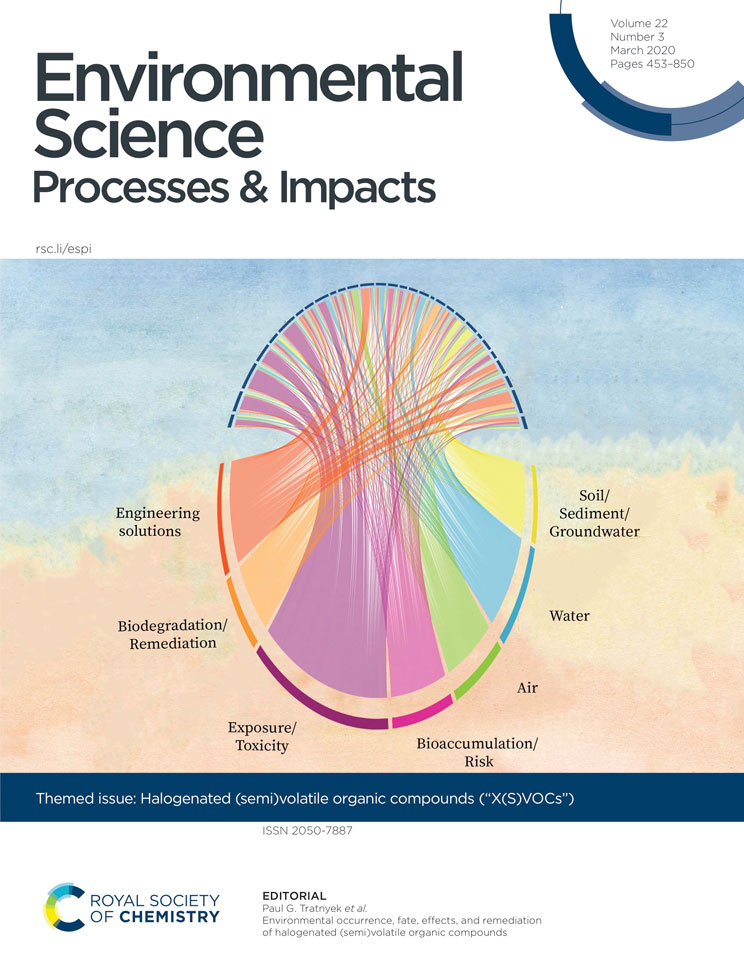 Volume 22
Number 3
March 2020
Pages 453–850
Environmental
Science
Processes & Impacts
rsc.li/espi
Engineering
solutions
Soil/
Sediment/
Groundwater
Biodegradation/
Remediation
Water
Air
Exposure/
Toxicity
Bioaccumulation/
Risk
Themed issue: Halogenated (semi)volatile organic compounds (“X(S)VOCs”)
ISSN 2050-7887
ROYAL SOCIETY
OF CHEMISTRY
EDITORIAL
Paul G. Tratnyek et al.
Environmental occurrence, fate, effects, and remediation
of halogenated (semi)volatile organic compounds